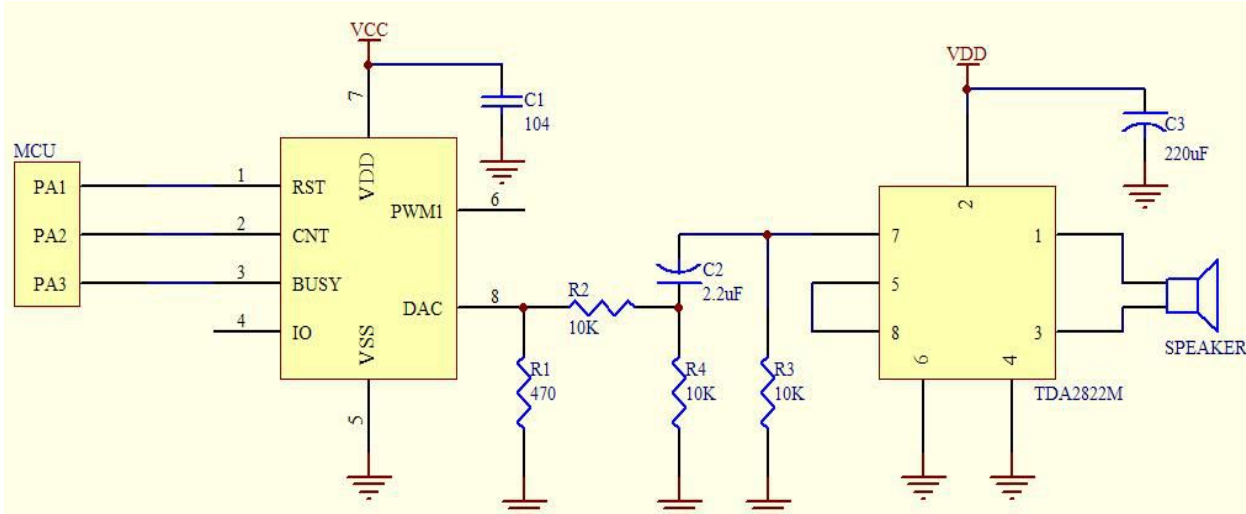 VCC
VDD
7
C1
104
C3
220uF
MCU
PA1
1
RST
VDD
2
PWM1
6
PA2
2
CNT
7
1
PA3
3
BUSY
C2
2.2uF
5
DAC
8
R2
10K
4
IO
VSS
8
3
SPEAKER
R1
470
R4
10K
R3
10K
6
4
TDA2822M
5